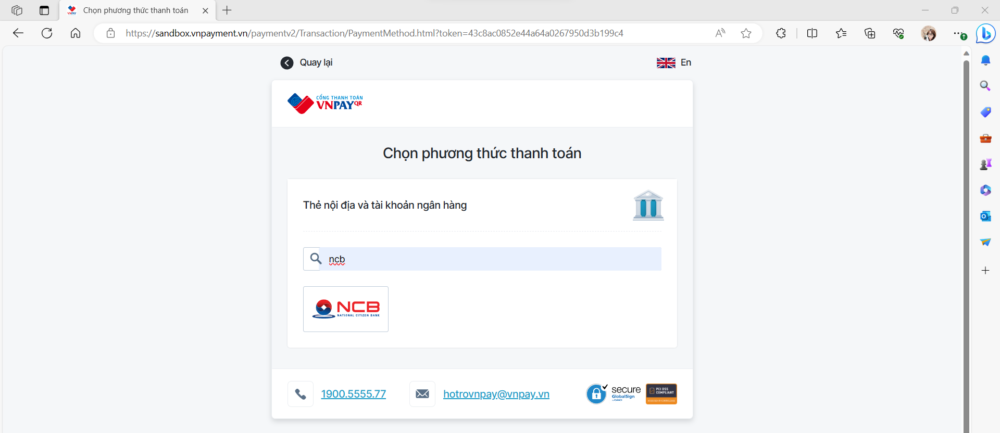 Chọn phương thức thanh toán
https://sandbox.vnpayment.vn/paymentv2/Transaction/PaymentMethod.html?token=43c8ac0852e44a64a0267950d3b199c4
Quay lại
En
CỔNG THANH TOÁN
VNPAYQR
Chọn phương thức thanh toán
Thẻ nội địa và tài khoản ngân hàng
ncb
NCB
NATIONAL CITIZEN BANK
1900.5555.77
hotrovnpay@vnpay.vn
secure
GlobalSign
PCI DSS
COMPLIANT